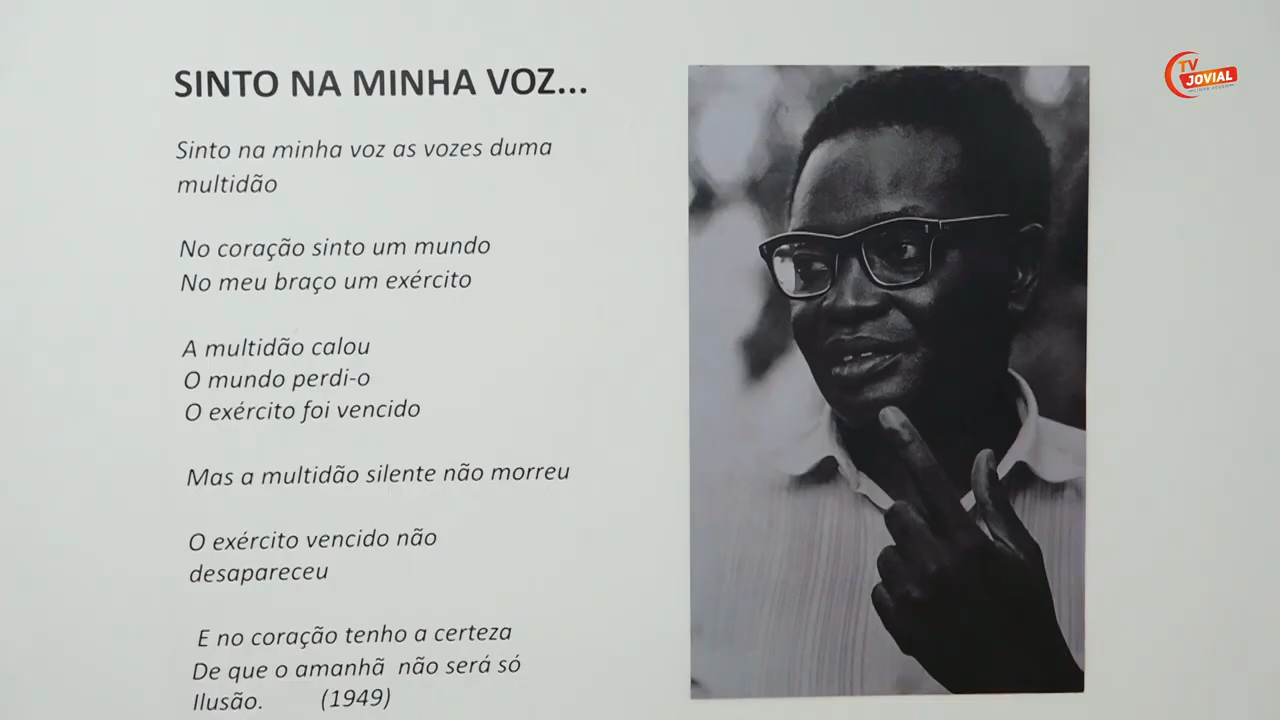 SINTO NA MINHA VOZ...
Sinto na minha voz as vozes duma
multidão
No coração sinto um mundo
No meu braço um exército
A multidão calou
O mundo perdi-o
O exército foi vencido
Mas a multidão silente não morreu
O exército vencido não
desapareceu
E no coração tenho a certeza
De que o amanhã não será só
Ilusão. (1949)
TV
JOVIAL